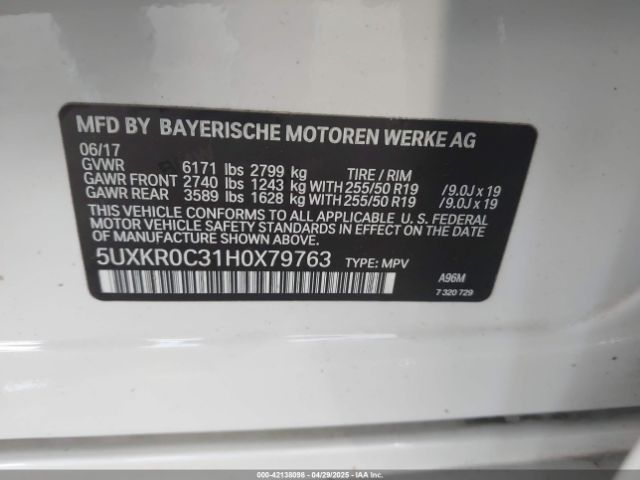 MFD BY BAYERISCHE MOTOREN WERKE AG
06/17
GVWR 6171 lbs 2799 kg TIRE / RIM
GAWR FRONT 2740 lbs 1243 kg WITH 255/50 R19 /9.0J x 19
GAWR REAR 3589 lbs 1628 kg WITH 255/50 R19 /9.0J x 19
THIS VEHICLE CONFORMS TO ALL APPLICABLE U. S. FEDERAL
MOTOR VEHICLE SAFETY STANDARDS IN EFFECT ON THE
DATE OF MANUFACTURE SHOWN ABOVE.
5UXKR0C31H0X79763 TYPE: MPV
A96M
7 320 729
000-42138098 - 04/29/2025 - IAAI.com